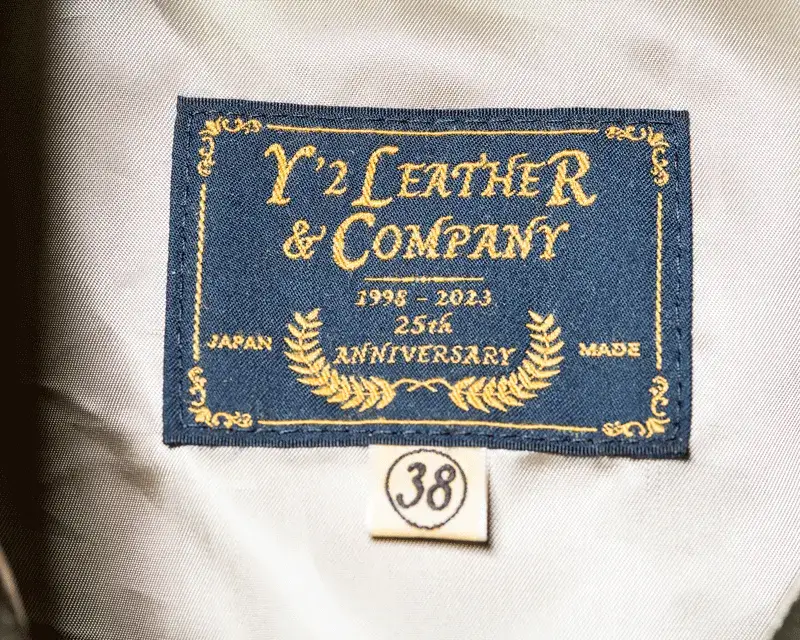 Y'2 LEATHER
& COMPANY
1998 - 2023
25th
JAPAN ANNIVERSARY MADE
38